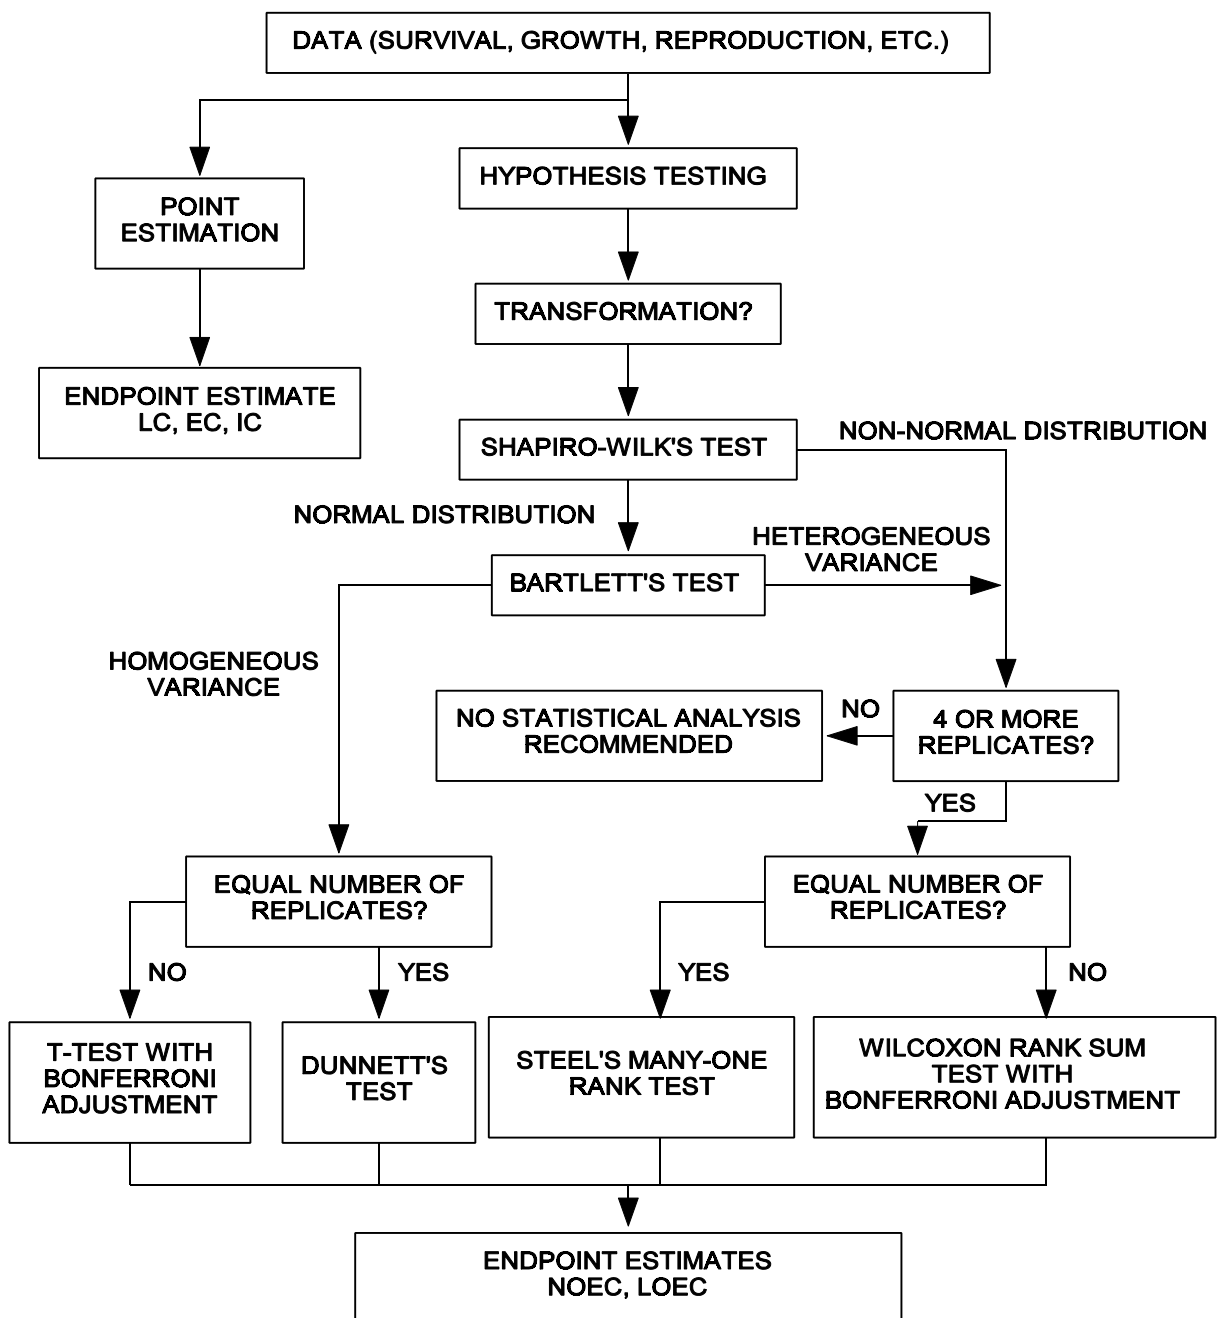 DATA (SURVIVAL, GROWTH, REPRODUCTION, ETC.)
HYPOTHESIS TESTING
POINT
ESTIMATION
TRANSFORMATION?
ENDPOINT ESTIMATE
LC, EC, IC
SHAPIRO-WILK'S TEST
NON-NORMAL DISTRIBUTION
NORMAL DISTRIBUTION
HETEROGENEOUS
VARIANCE
BARTLETT'S TEST
HOMOGENEOUS
VARIANCE
NO STATISTICAL ANALYSIS
RECOMMENDED
NO
4 OR MORE
REPLICATES?
YES
EQUAL NUMBER OF
REPLICATES?
EQUAL NUMBER OF
REPLICATES?
NO
YES
YES
NO
T-TEST WITH
BONFERRONI
ADJUSTMENT
DUNNETT'S
TEST
STEEL'S MANY-ONE
RANK TEST
WILCOXON RANK SUM
TEST WITH
BONFERRONI ADJUSTMENT
ENDPOINT ESTIMATES
NOEC, LOEC